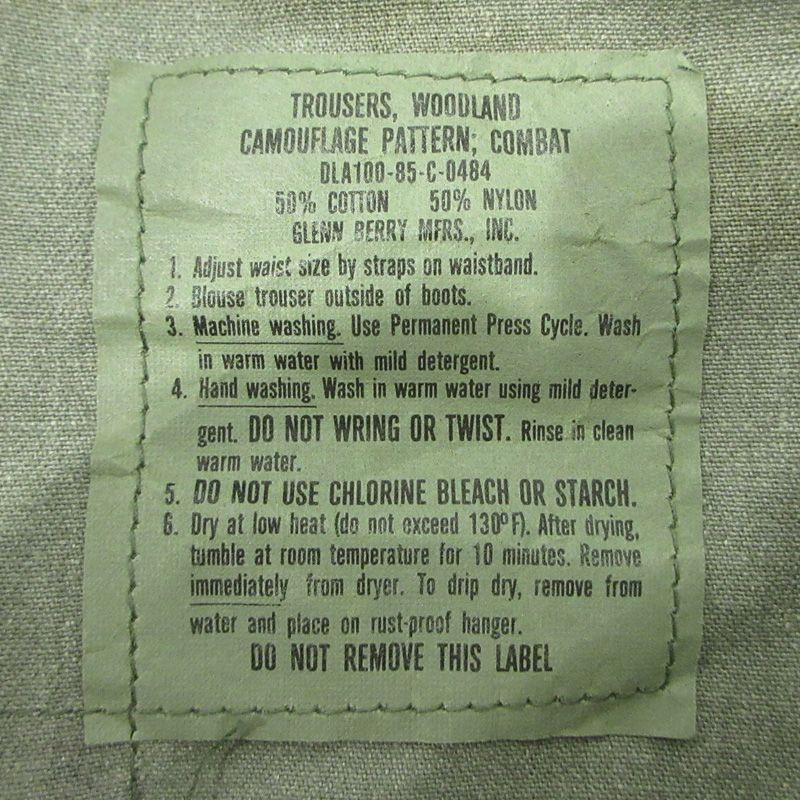 TROUSERS, WOODLAND
CAMOUFLAGE PATTERN; COMBAT
DLA100-85-C-0484
50% COTTON 50% NYLON
GLENN BERRY MFRS., INC.
1. Adjust waist size by straps on waistband.
2. Blouse trouser outside of boots.
3. Machine washing. Use Permanent Press Cycle. Wash
in warm water with mild detergent.
4. Hand washing. Wash in warm water using mild deter-
gent. DO NOT WRING OR TWIST. Rinse in clean
warm water.
5. DO NOT USE CHLORINE BLEACH OR STARCH.
6. Dry at low heat (do not exceed 130ºF). After drying,
tumble at room temperature for 10 minutes. Remove
immediately from dryer. To drip dry, remove from
water and place on rust-proof hanger.
DO NOT REMOVE THIS LABEL